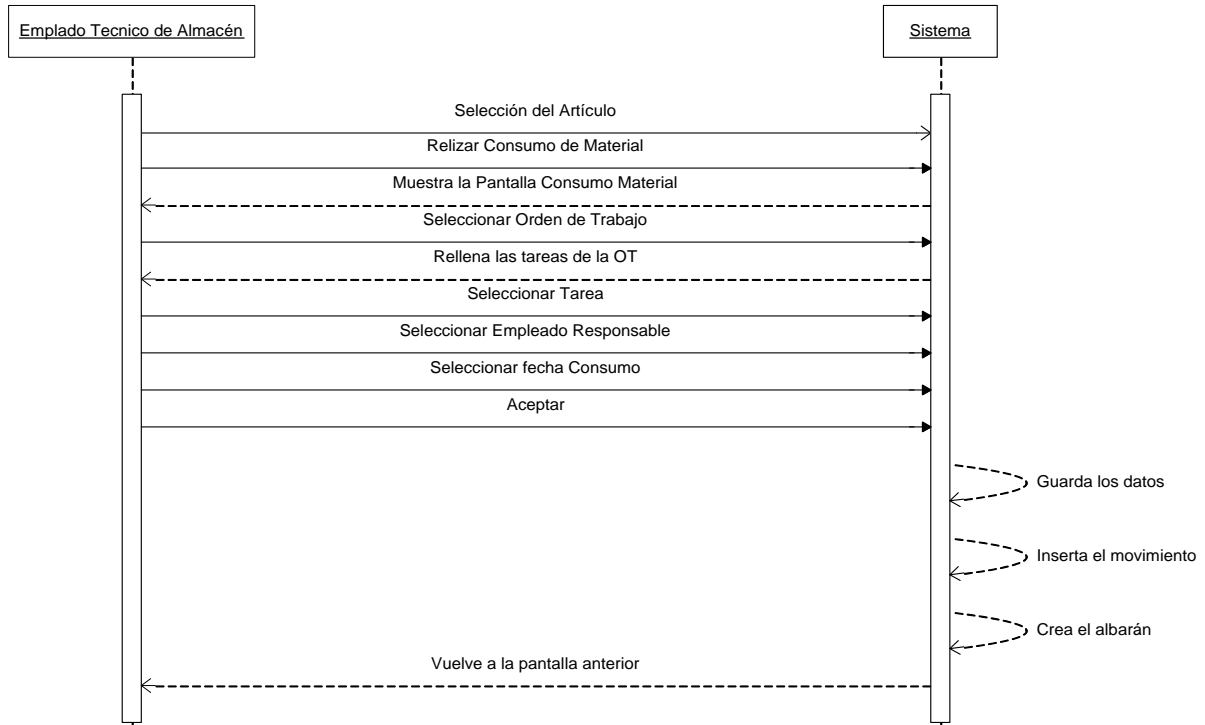 Emplado Tecnico de Almacén
Sistema
Selección del Artículo
Relizar Consumo de Material
Muestra la Pantalla Consumo Material
Seleccionar Orden de Trabajo
Rellena las tareas de la OT
Seleccionar Tarea
Seleccionar Empleado Responsable
Seleccionar fecha Consumo
Aceptar
Guarda los datos
Inserta el movimiento
Crea el albarán
Vuelve a la pantalla anterior